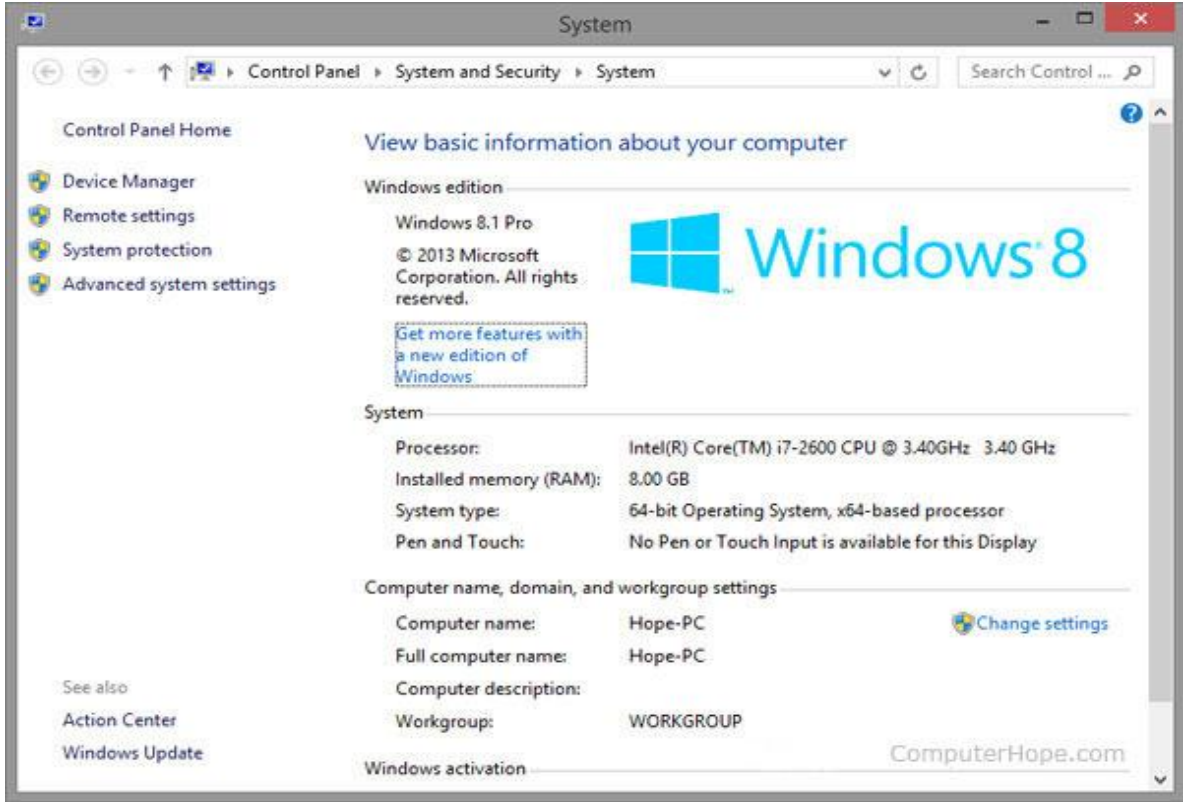 System
Control Panel System and Security System
Search Control ...
Control Panel Home
Device Manager
Remote settings
System protection
Advanced system settings
See also
Action Center
Windows Update
View basic information about your computer
Windows edition
Windows 8.1 Pro
© 2013 Microsoft
Corporation. All rights
reserved.
Get more features with
a new edition of
Windows
Windows 8
System
Processor: Intel(R) Core(TM) i7-2600 CPU @ 3.40GHz 3.40 GHz
Installed memory (RAM): 8.00 GB
System type: 64-bit Operating System, x64-based processor
Pen and Touch: No Pen or Touch Input is available for this Display
Computer name, domain, and workgroup settings
Computer name: Hope-PC Change settings
Full computer name: Hope-PC
Computer description:
Workgroup: WORKGROUP
ComputerHope.com
Windows activation